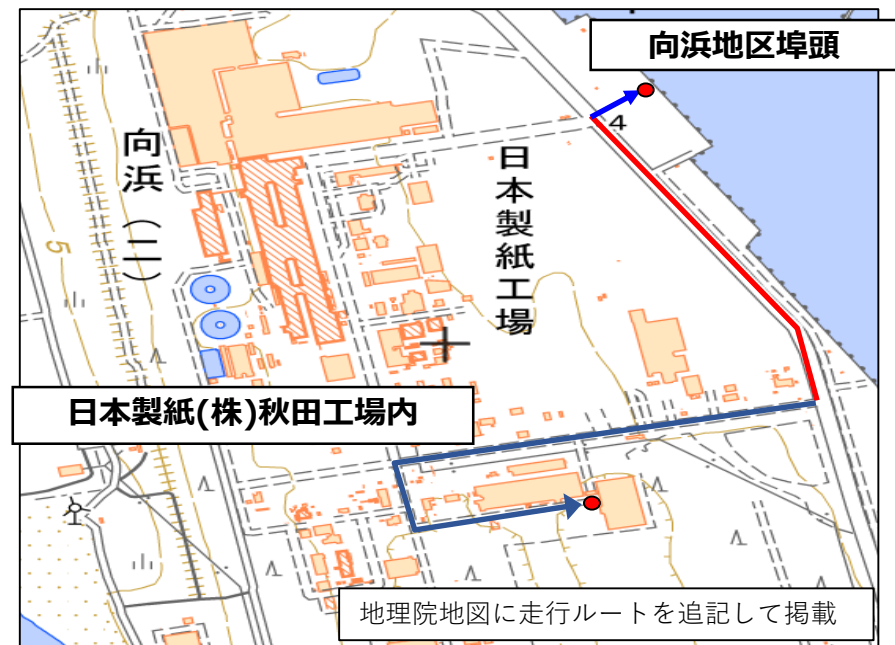 向浜地区埠頭
4
向浜(二)
日本製紙工場
5
日本製紙(株)秋田工場内
地理院地図に走行ルートを追記して掲載